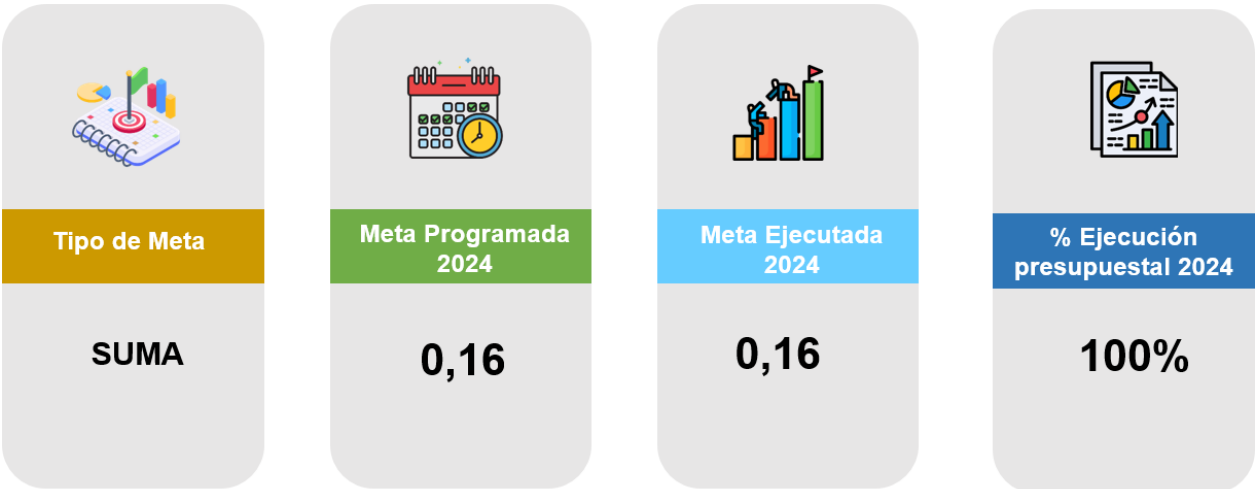 Tipo de Meta
SUMA
Meta Programada
2024
0,16
Meta Ejecutada
2024
0,16
% Ejecución
presupuestal 2024
100%